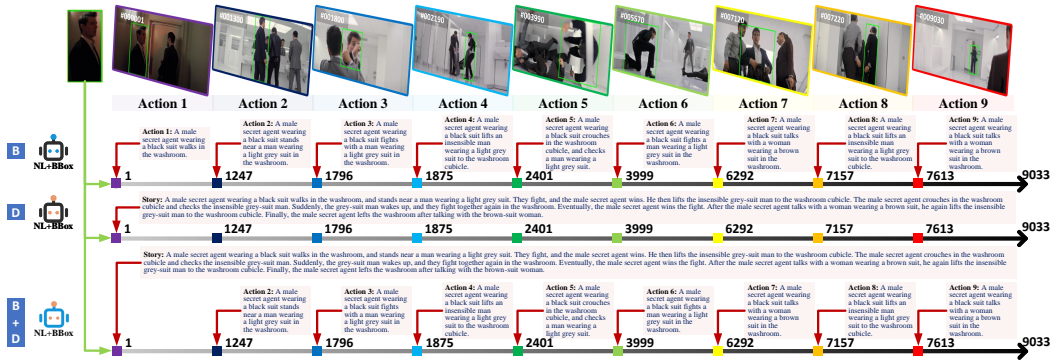 #000001 #001300 #001800 #002190 #003990 #005570 #007120 #007220 #009030
Action 1 Action 2 Action 3 Action 4 Action 5 Action 6 Action 7 Action 8 Action 9
B
NL+BBox
Action 1: A male
secret agent wearing
a black suit walks in
the washroom.
Action 2: A male
secret agent wearing
a black suit stands
near a man wearing a
light grey suit in
the washroom.
Action 3: A male
secret agent wearing
a black suit fights
with a man wearing a
light grey suit in the
washroom.
Action 4: A male
secret agent wearing
a black suit lifts an
insensible man
wearing a light grey
suit to the washroom
cubicle.
Action 5: A male
secret agent wearing a
black suit crouches
in the washroom
cubicle, and checks
a man wearing a
light grey suit.
Action 6: A male
secret agent wearing a
black suit fights a
man wearing a light
grey suit in the
washroom.
Action 7: A male
secret agent wearing
a black suit talks
with a woman
wearing a brown
suit in the
washroom.
Action 8: A male
secret agent wearing
a black suit lifts an
insensible man
wearing a light grey
suit to the washroom
cubicle.
Action 9: A male
secret agent wearing
a black suit talks
with a woman
wearing a brown suit
in the washroom.
1 1247 1796 1875 2401 3999 6292 7157 7613 9033
D
NL+BBox
Story: A male secret agent wearing a black suit walks in the washroom, and stands near a man wearing a light grey suit. They fight, and the male secret agent wins. He then lifts the insensible grey-suit man to the washroom cubicle. The male secret agent crouches in the washroom
cubicle and checks the insensible grey-suit man. Suddenly, the grey-suit man wakes up, and they fight together again in the washroom. Eventually, the male secret agent wins the fight. After the male secret agent talks with a woman wearing a brown suit, he again lifts the insensible
grey-suit man to the washroom cubicle. Finally, the male secret agent lefts the washroom after talking with the brown-suit woman.
1 1247 1796 1875 2401 3999 6292 7157 7613 9033
Story: A male secret agent wearing a black suit walks in the washroom, and stands near a man wearing a light grey suit. They fight, and the male secret agent wins. He then lifts the insensible grey-suit man to the washroom cubicle. The male secret agent crouches in the washroom
cubicle and checks the insensible grey-suit man. Suddenly, the grey-suit man wakes up, and they fight together again in the washroom. Eventually, the male secret agent wins the fight. After the male secret agent talks with a woman wearing a brown suit, he again lifts the insensible
grey-suit man to the washroom cubicle. Finally, the male secret agent lefts the washroom after talking with the brown-suit woman.
B
+
D
NL+BBox
Action 2: A male
secret agent wearing
a black suit stands
near a man wearing a
light grey suit in
the washroom.
Action 3: A male
secret agent wearing
a black suit fights
with a man wearing a
light grey suit in the
washroom.
Action 4: A male
secret agent wearing
a black suit lifts an
insensible man
wearing a light grey
suit to the washroom
cubicle.
Action 5: A male
secret agent wearing
a black suit crouches
in the washroom
cubicle, and checks
a man wearing a
light grey suit.
Action 6: A male
secret agent wearing
a black suit fights a
man wearing a light
grey suit in the
washroom.
Action 7: A male
secret agent wearing
a black suit talks
with a woman
wearing a brown
suit in the
washroom.
Action 8: A male
secret agent wearing
a black suit lifts an
insensible man
wearing a light grey
suit to the washroom
cubicle.
Action 9: A male
secret agent wearing
a black suit talks
with a woman
wearing a brown suit
in the washroom.
1 1247 1796 1875 2401 3999 6292 7157 7613 9033